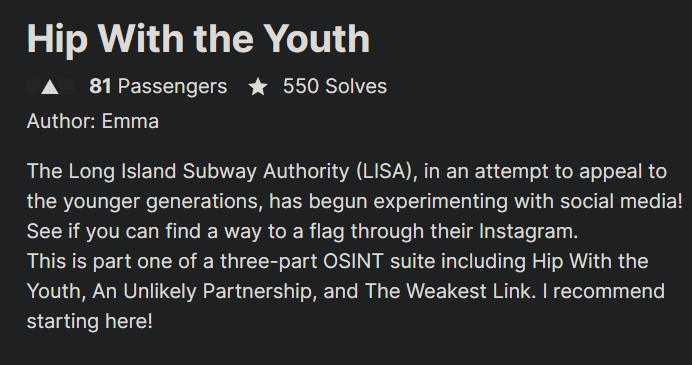 Hip With the Youth
81 Passengers 550 Solves
Author: Emma
The Long Island Subway Authority (LISA), in an attempt to appeal to
the younger generations, has begun experimenting with social media!
See if you can find a way to a flag through their Instagram.
This is part one of a three-part OSINT suite including Hip With the
Youth, An Unlikely Partnership, and The Weakest Link. I recommend
starting here!